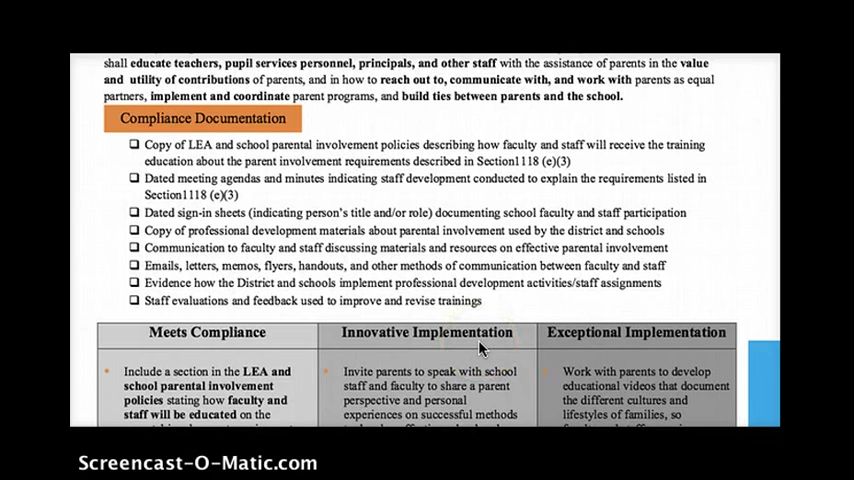 shall educate teachers, pupil services personnel, principals, and other staff with the assistance of parents in the value
and utility of contributions of parents, and in how to reach out to, communicate with, and work with parents as equal
partners, implement and coordinate parent programs, and build ties between parents and the school.
Compliance Documentation
❑ Copy of LEA and school parental involvement policies describing how faculty and staff will receive the training
education about the parent involvement requirements described in Section1118 (e)(3)
❑ Dated meeting agendas and minutes indicating staff development conducted to explain the requirements listed in
Section1118 (e)(3)
❑ Dated sign-in sheets (indicating person's title and/or role) documenting school faculty and staff participation
❑ Copy of professional development materials about parental involvement used by the district and schools
❑ Communication to faculty and staff discussing materials and resources on effective parental involvement
❑ Emails, letters, memos, flyers, handouts, and other methods of communication between faculty and staff
❑ Evidence how the District and schools implement professional development activities/staff assignments
❑ Staff evaluations and feedback used to improve and revise trainings
Meets Compliance
• Include a section in the LEA and
school parental involvement
policies stating how faculty and
staff will be educated on the
Innovative Implementation
• Invite parents to speak with school
staff and faculty to share a parent
perspective and personal
experiences on successful methods
Exceptional Implementation
• Work with parents to develop
educational videos that document
the different cultures and
lifestyles of families, so
Screencast-O-Matic.com